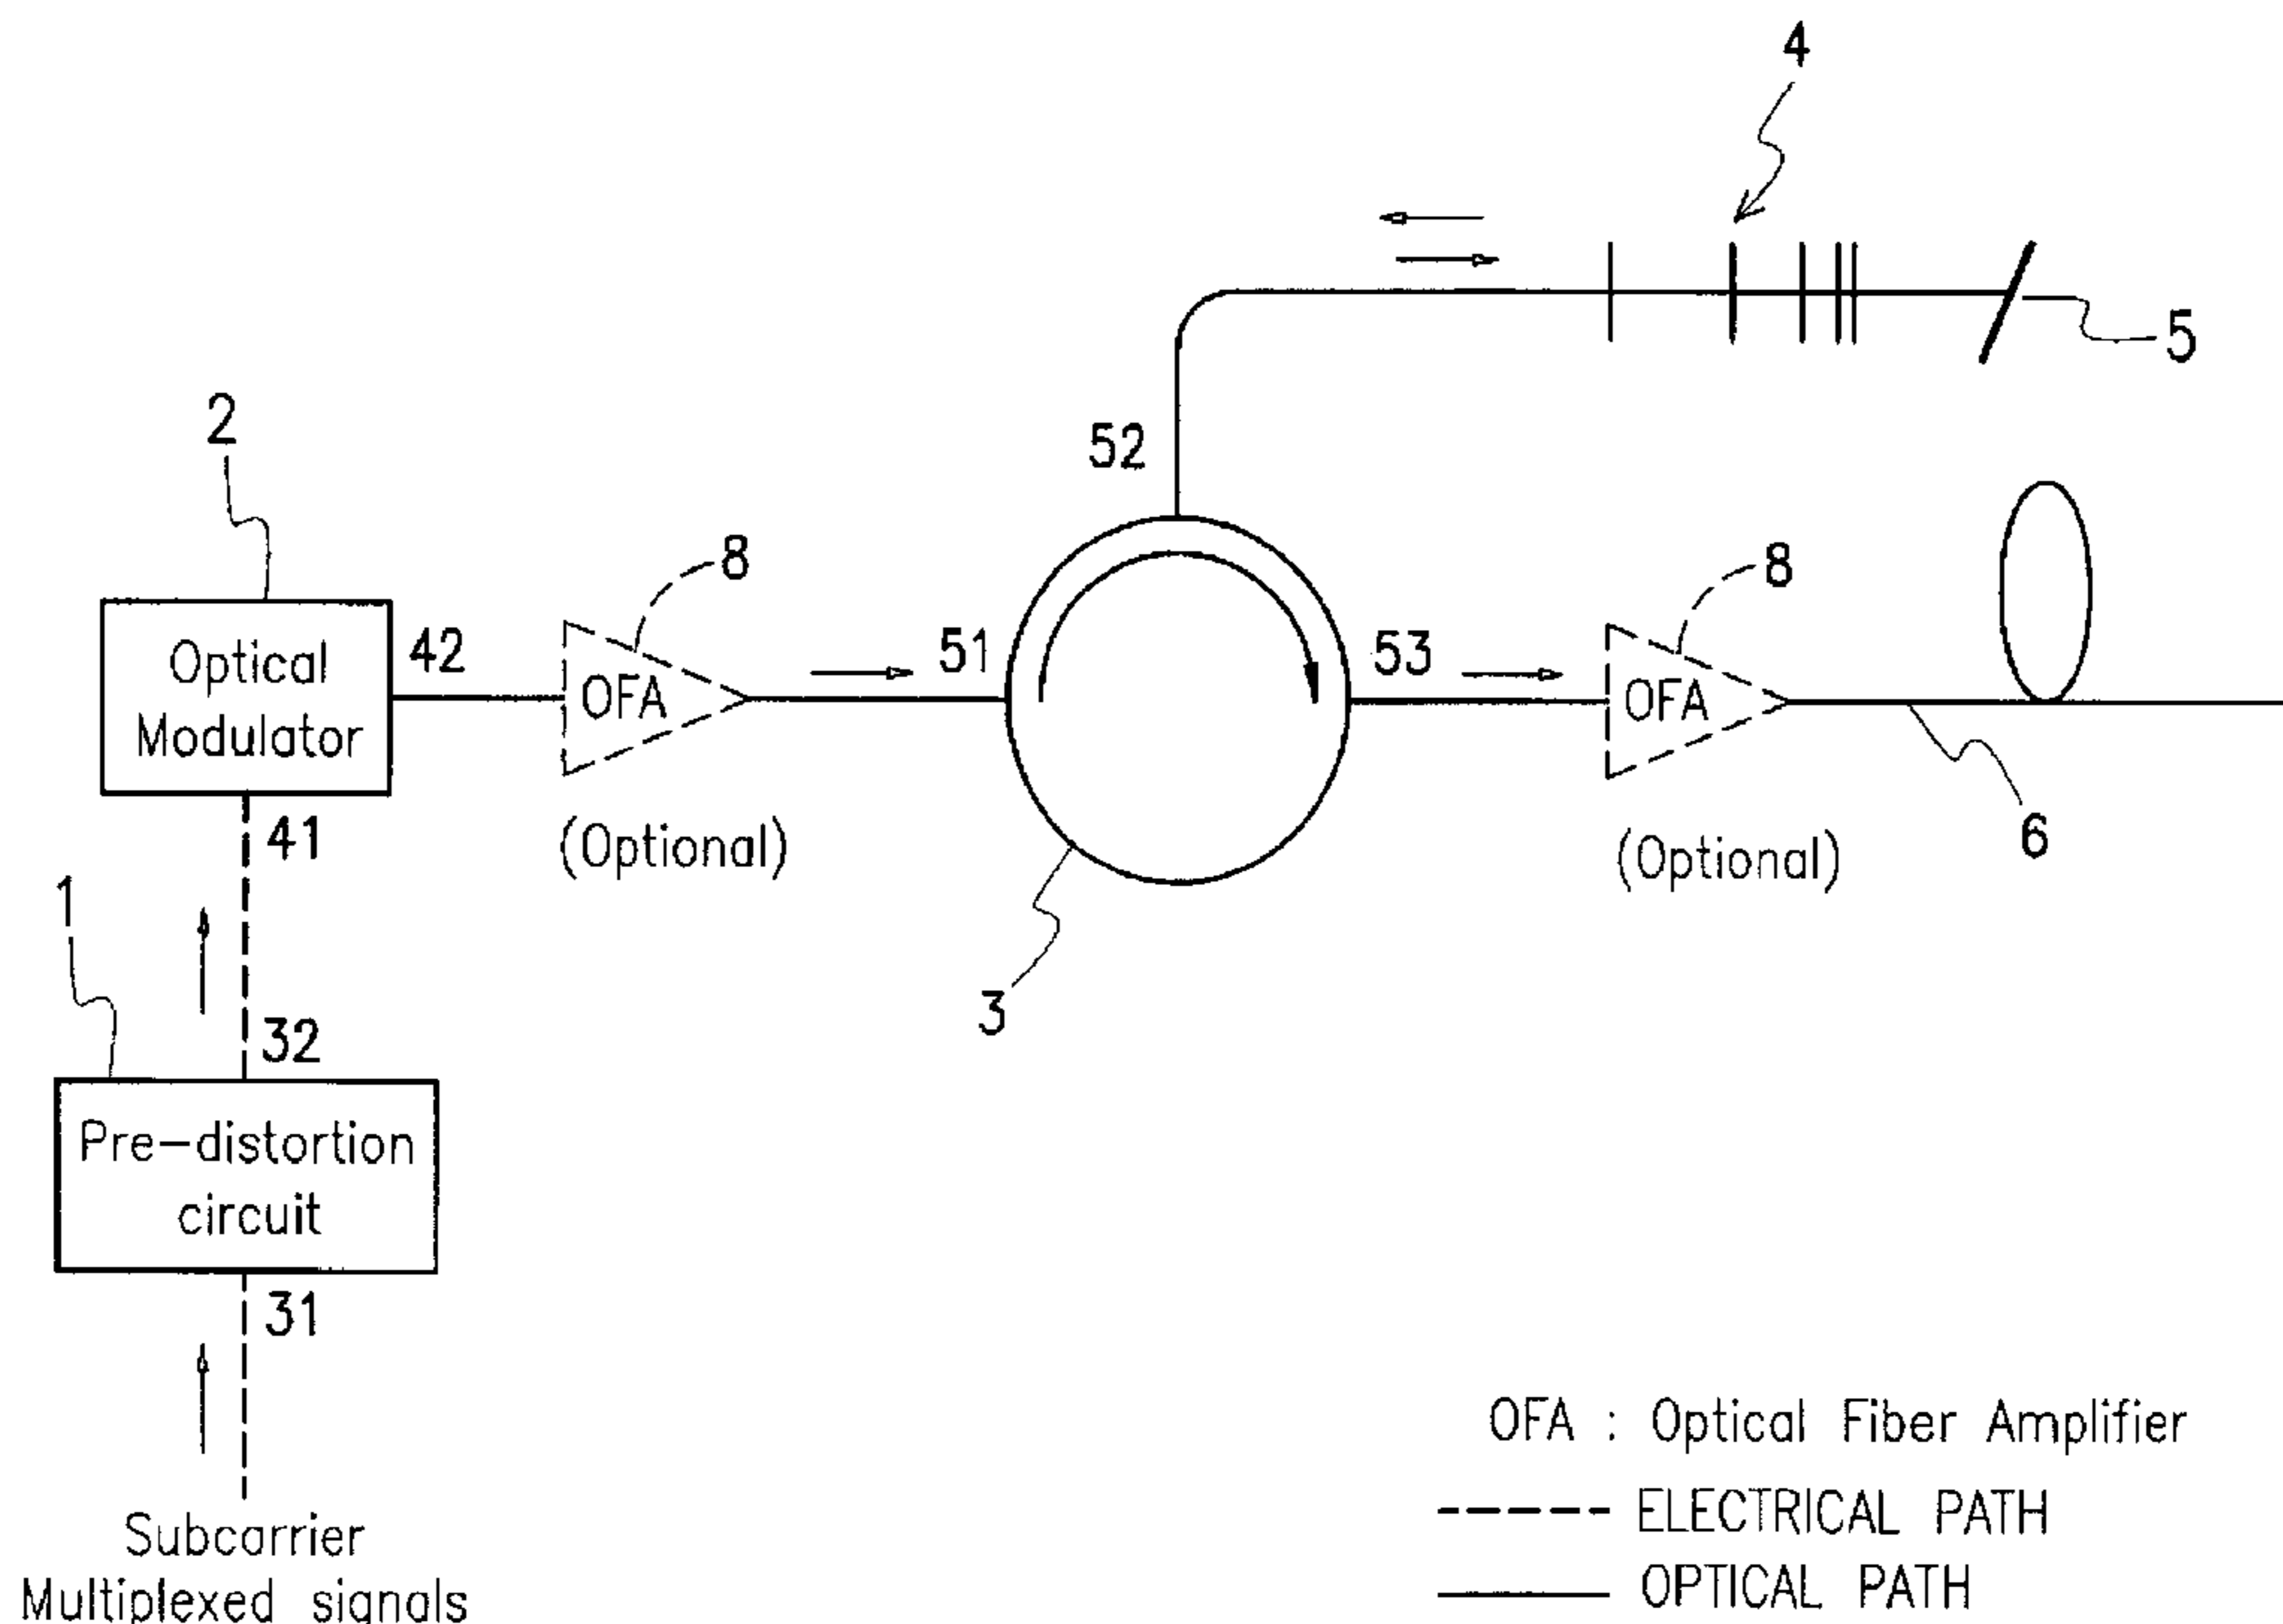 4
5
52
2
8
8
Optical
Modulator
42
OFA
51
53
OFA
41
(Optional)
(Optional)
6
1
3
32
Pre-distortion
circuit
31
OFA : Optical Fiber Amplifier
ELECTRICAL PATH
OPTICAL PATH
Subcarrier
Multiplexed signals